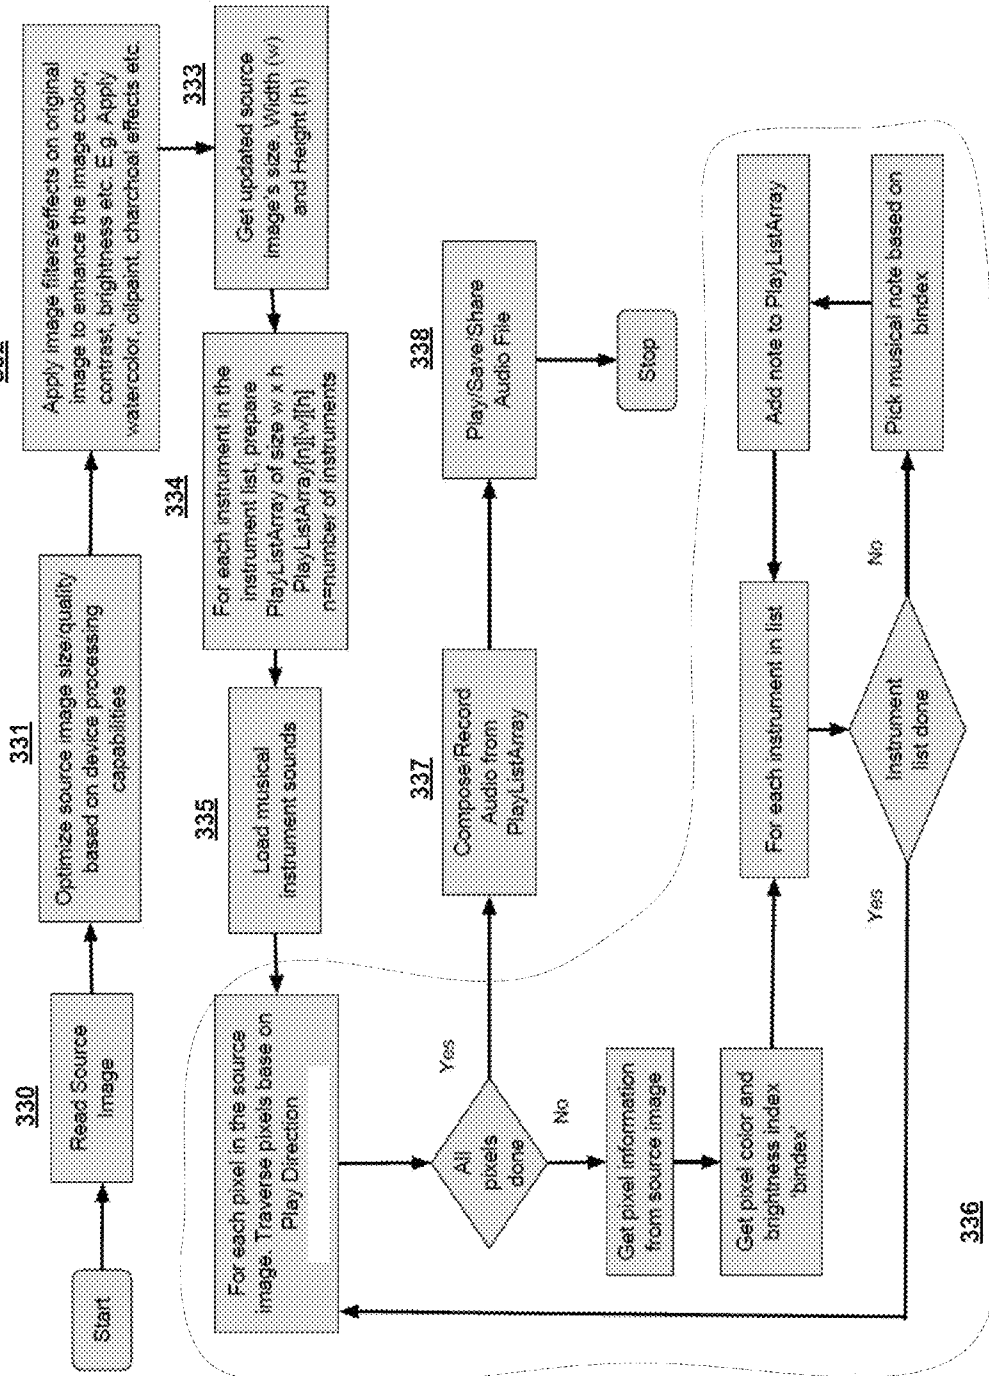 Start
330
Read Source
Image
331
Optimize source image size/quality
based on device processing
capabilities
Apply image filters/effects on original
image to enhance the image color,
contrast, brightness etc. E.g. Apply
watercolor, oilpaint, charchoal effects etc.
333
Get updated source
image's size. Width (w)
and Height (h)
334
For each instrument in the
instrument list, prepare
PlayListArray of size w x h
PlayListArray[n][w][h]
n=number of instruments
335
Load musical
instrument sounds
For each pixel in the source
image. Traverse pixels base on
Play Direction
All
pixels
done
Yes
No
337
Compose/Record
Audio from
PlayListArray
338
Play/Save/Share
Audio File
Stop
Get pixel information
from source image
Get pixel color and
brightness index
'bindex'
For each instrument in list
Instrument
list done
Yes
No
Pick musical note based on
bindex
Add note to PlayListArray
336